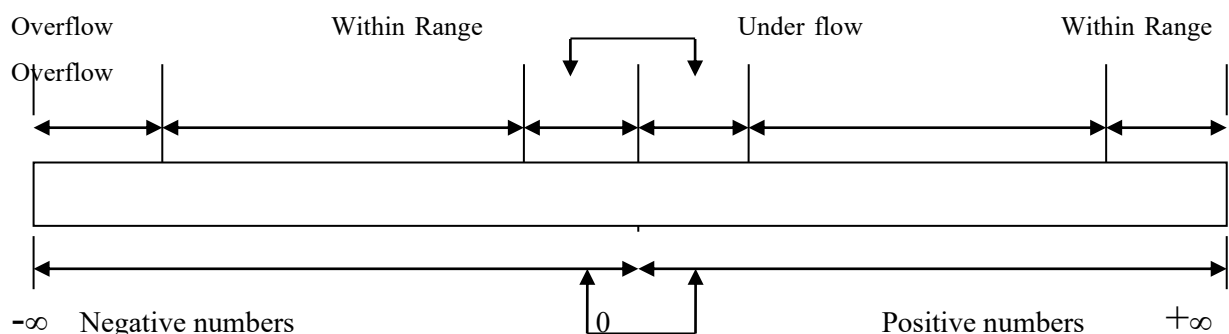 Overflow Within Range Under flow Within Range
Overflow
-∞ Negative numbers 0 Positive numbers +∞